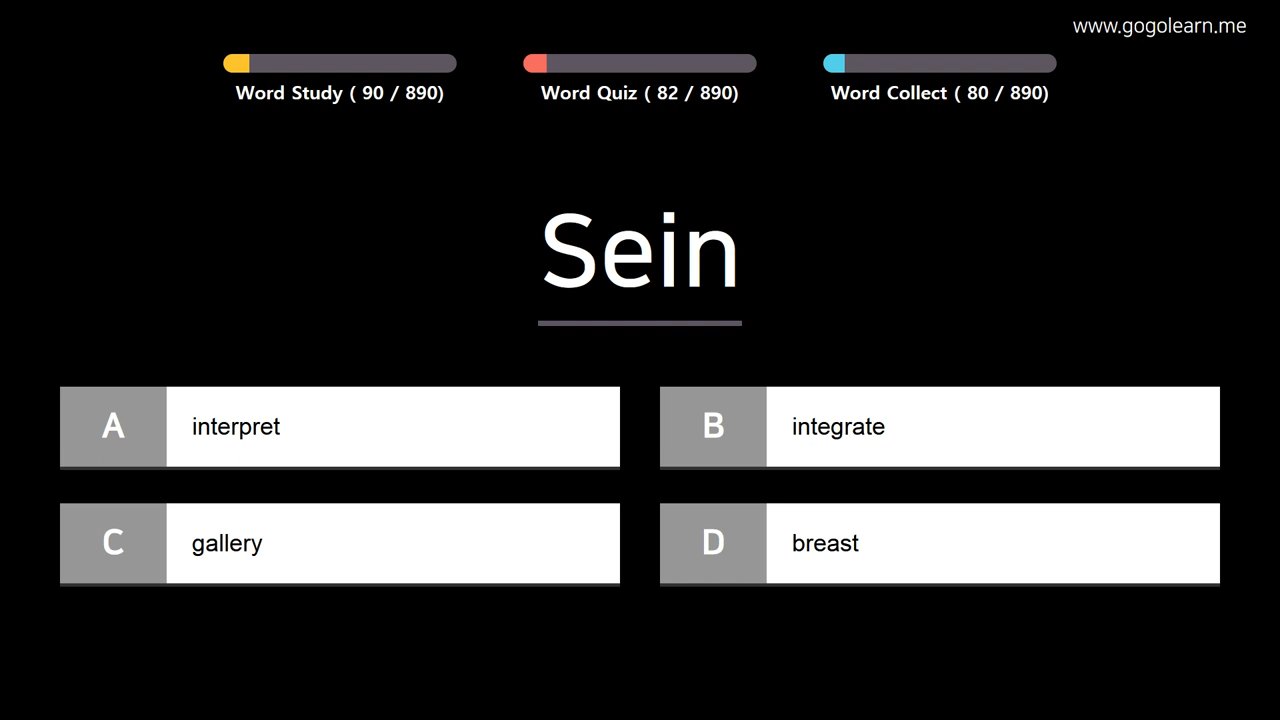 www.gogolearn.me
Word Study ( 90 / 890)
Word Quiz ( 82 / 890)
Word Collect ( 80 / 890)
Sein
A interpret
B integrate
C gallery
D breast